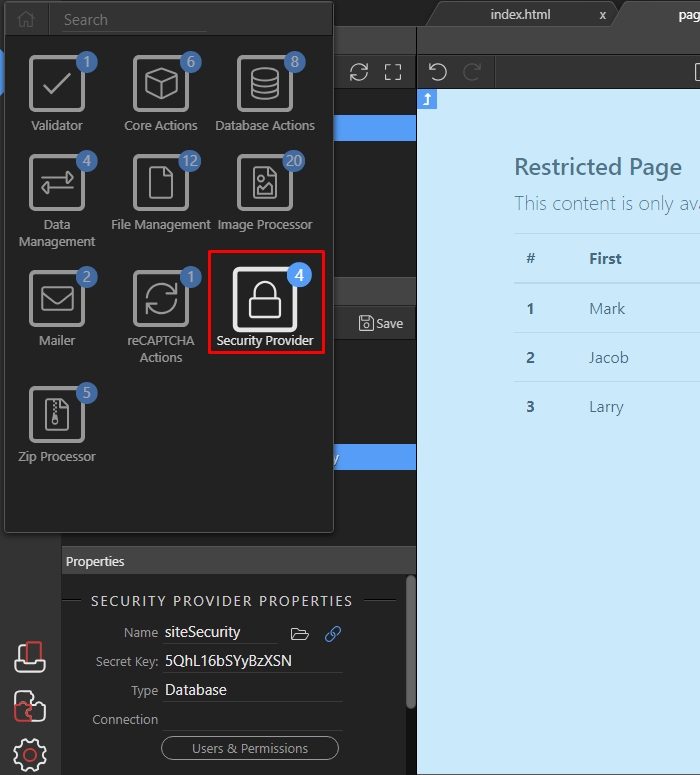 Search
index.html x pag
1
6
8
Validator
Core Actions
Database Actions
4
12
20
Data
Management
File Management
Image Processor
2
1
4
Mailer
reCAPTCHA
Actions
Security Provider
5
Zip Processor
Save
y
Properties
SECURITY PROVIDER PROPERTIES
Name siteSecurity
Secret Key: 5QhL16bSYyBzXSN
Type Database
Connection
Users & Permissions
Restricted Page
This content is only ava
# First
1 Mark
2 Jacob
3 Larry